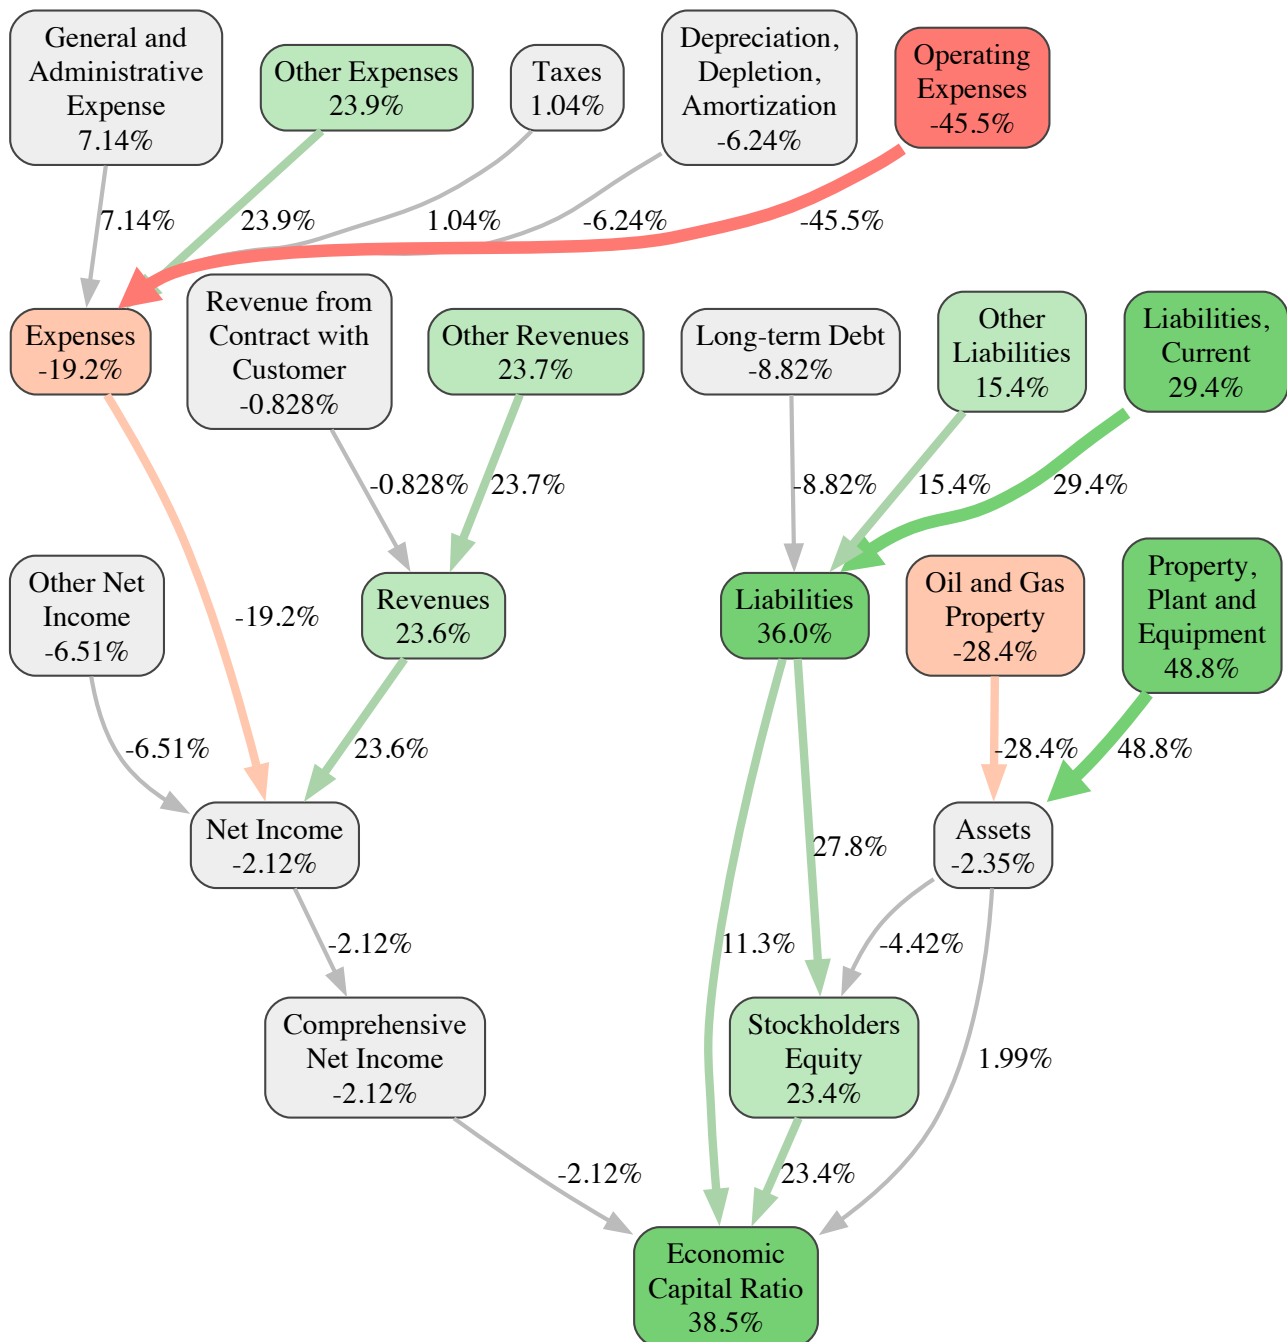 General and
Administrative
Expense
7.14%
Other Expenses
23.9%
Taxes
1.04%
Depreciation,
Depletion,
Amortization
-6.24%
Operating
Expenses
-45.5%
7.14%
23.9%
1.04%
-6.24%
-45.5%
Expenses
-19.2%
Revenue from
Contract with
Customer
-0.828%
Other Revenues
23.7%
Long-term Debt
-8.82%
Other
Liabilities
15.4%
Liabilities,
Current
29.4%
-0.828%
23.7%
-8.82%
15.4%
29.4%
Other Net
Income
-6.51%
-19.2%
Revenues
23.6%
Liabilities
36.0%
Oil and Gas
Property
-28.4%
Property,
Plant and
Equipment
48.8%
-6.51%
23.6%
-28.4%
48.8%
Net Income
-2.12%
27.8%
Assets
-2.35%
-2.12%
11.3%
-4.42%
Comprehensive
Net Income
-2.12%
Stockholders
Equity
23.4%
1.99%
-2.12%
23.4%
Economic
Capital Ratio
38.5%